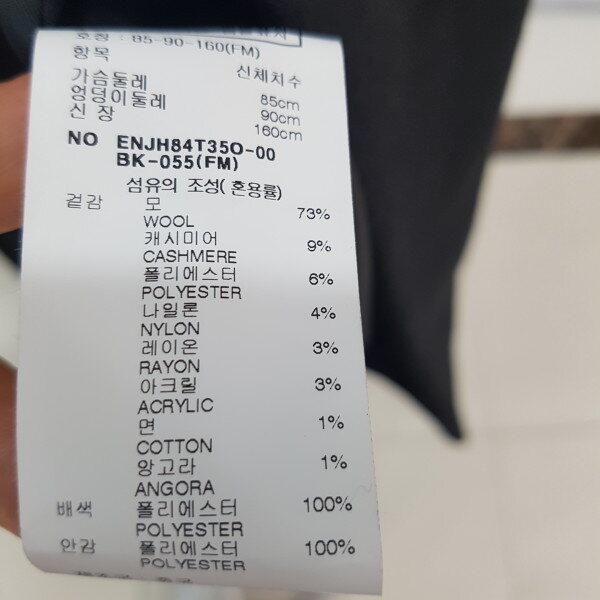 호칭 : 85-90-160(FM)
항목 신체치수
가슴둘레 85cm
엉덩이둘레 90cm
신 장 160cm
NO ENJH84T350-00
BK-055(FM)
섬유의 조성(혼용률)
겉감 모 73%
WOOL
캐시미어 9%
CASHMERE
폴리에스터 6%
POLYESTER
나일론 4%
NYLON
레이온 3%
RAYON
아크릴 3%
ACRYLIC
면 1%
COTTON
앙고라 1%
ANGORA
배색 폴리에스터 100%
POLYESTER
안감 폴리에스터 100%
POLYESTER